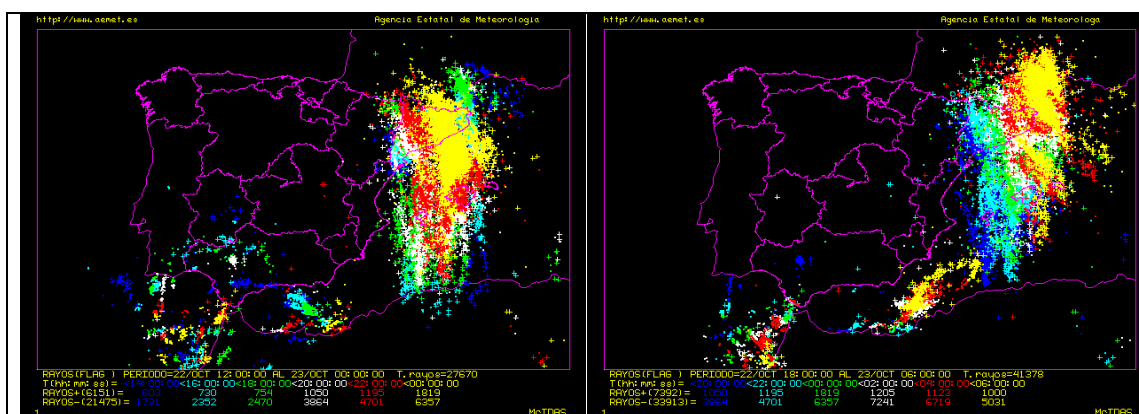 http://www.aemet.es Agencia Estatal de Meteorologia
RAYOS(FLAG ) PERIODO=22/OCT 12:00:00 AL 23/OCT 00:00:00 T.rayos=27670
T(hh:mm:ss)= <14:00:00<16:00:00<18:00:00<20:00:00<22:00:00<00:00:00
RAYOS+(6151)= 603 730 754 1050 1195 1819
RAYOS-(21475)= 1731 2352 2470 3864 4701 6357
1 McIDAS
http://www.aemet.es Agencia Estatal de Meteorologa
RAYOS(FLAG ) PERIODO=22/OCT 18:00:00 AL 23/OCT 06:00:00 T.rayos=41378
T(hh:mm:ss)= <20:00:00<22:00:00<00:00:00<02:00:00<04:00:00<06:00:00
RAYOS+(7392)= 1050 1195 1819 1205 1123 1000
RAYOS-(33913)= 3864 4701 6357 7241 6719 5031
1 McIDAS